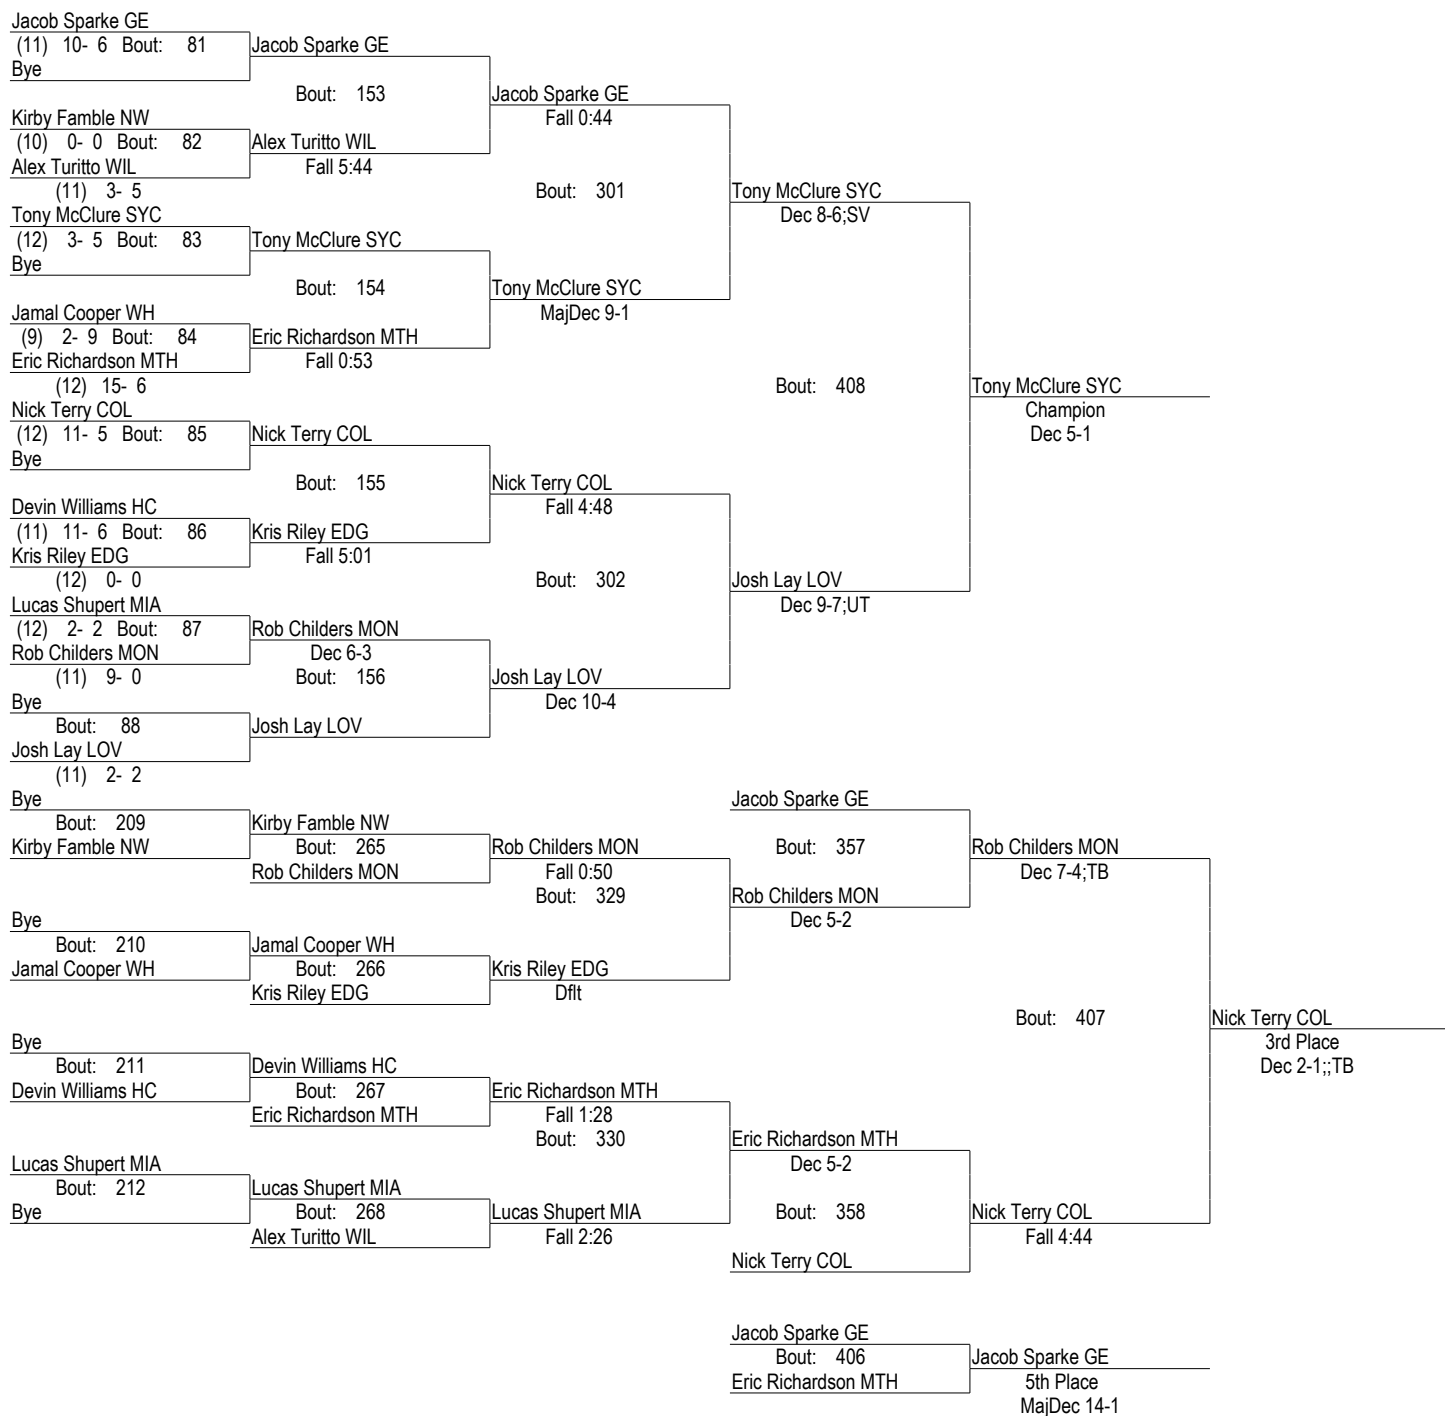 Jacob Sparke GE
(11) 10- 6 Bout: 81
Jacob Sparke GE
Bye
Bout: 153
Jacob Sparke GE
Kirby Famble NW
Fall 0:44
(10) 0- 0 Bout: 82
Alex Turitto WIL
Alex Turitto WIL
Fall 5:44
(11) 3- 5
Bout: 301
Tony McClure SYC
Tony McClure SYC
Dec 8-6;SV
(12) 3- 5 Bout: 83
Tony McClure SYC
Bye
Bout: 154
Tony McClure SYC
Jamal Cooper WH
MajDec 9-1
(9) 2- 9 Bout: 84
Eric Richardson MTH
Eric Richardson MTH
Fall 0:53
(12) 15- 6
Bout: 408
Tony McClure SYC
Nick Terry COL
Champion
(12) 11- 5 Bout: 85
Nick Terry COL
Dec 5-1
Bye
Bout: 155
Nick Terry COL
Devin Williams HC
Fall 4:48
(11) 11- 6 Bout: 86
Kris Riley EDG
Kris Riley EDG
Fall 5:01
(12) 0- 0
Bout: 302
Josh Lay LOV
Lucas Shupert MIA
Dec 9-7;UT
(12) 2- 2 Bout: 87
Rob Childers MON
Rob Childers MON
Dec 6-3
(11) 9- 0
Bout: 156
Josh Lay LOV
Bye
Dec 10-4
Bout: 88
Josh Lay LOV
Josh Lay LOV
(11) 2- 2
Bye
Jacob Sparke GE
Bout: 209
Kirby Famble NW
Kirby Famble NW
Bout: 265
Rob Childers MON
Bout: 357
Rob Childers MON
Rob Childers MON
Fall 0:50
Dec 7-4;TB
Bout: 329
Rob Childers MON
Bye
Dec 5-2
Bout: 210
Jamal Cooper WH
Jamal Cooper WH
Bout: 266
Kris Riley EDG
Kris Riley EDG
Dflt
Bout: 407
Nick Terry COL
Bye
3rd Place
Bout: 211
Devin Williams HC
Dec 2-1;;TB
Devin Williams HC
Bout: 267
Eric Richardson MTH
Eric Richardson MTH
Fall 1:28
Bout: 330
Eric Richardson MTH
Lucas Shupert MIA
Dec 5-2
Bout: 212
Lucas Shupert MIA
Bye
Bout: 268
Lucas Shupert MIA
Bout: 358
Nick Terry COL
Alex Turitto WIL
Fall 2:26
Fall 4:44
Nick Terry COL
Jacob Sparke GE
Bout: 406
Jacob Sparke GE
Eric Richardson MTH
5th Place
MajDec 14-1